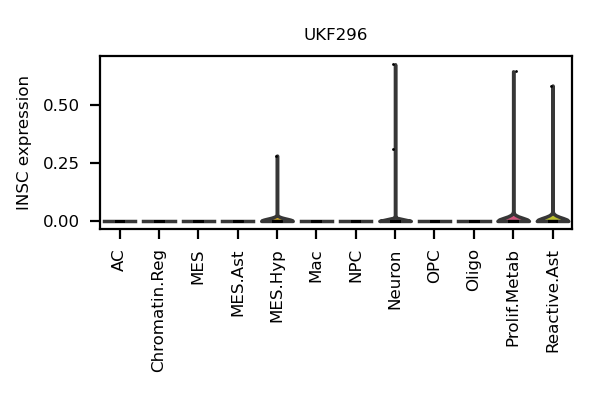 UKF296
INSC expression
0.50
0.25
0.00
AC
Chromatin.Reg
MES
MES.Ast
MES.Hyp
Mac
NPC
Neuron
OPC
Oligo
Prolif.Metab
Reactive.Ast